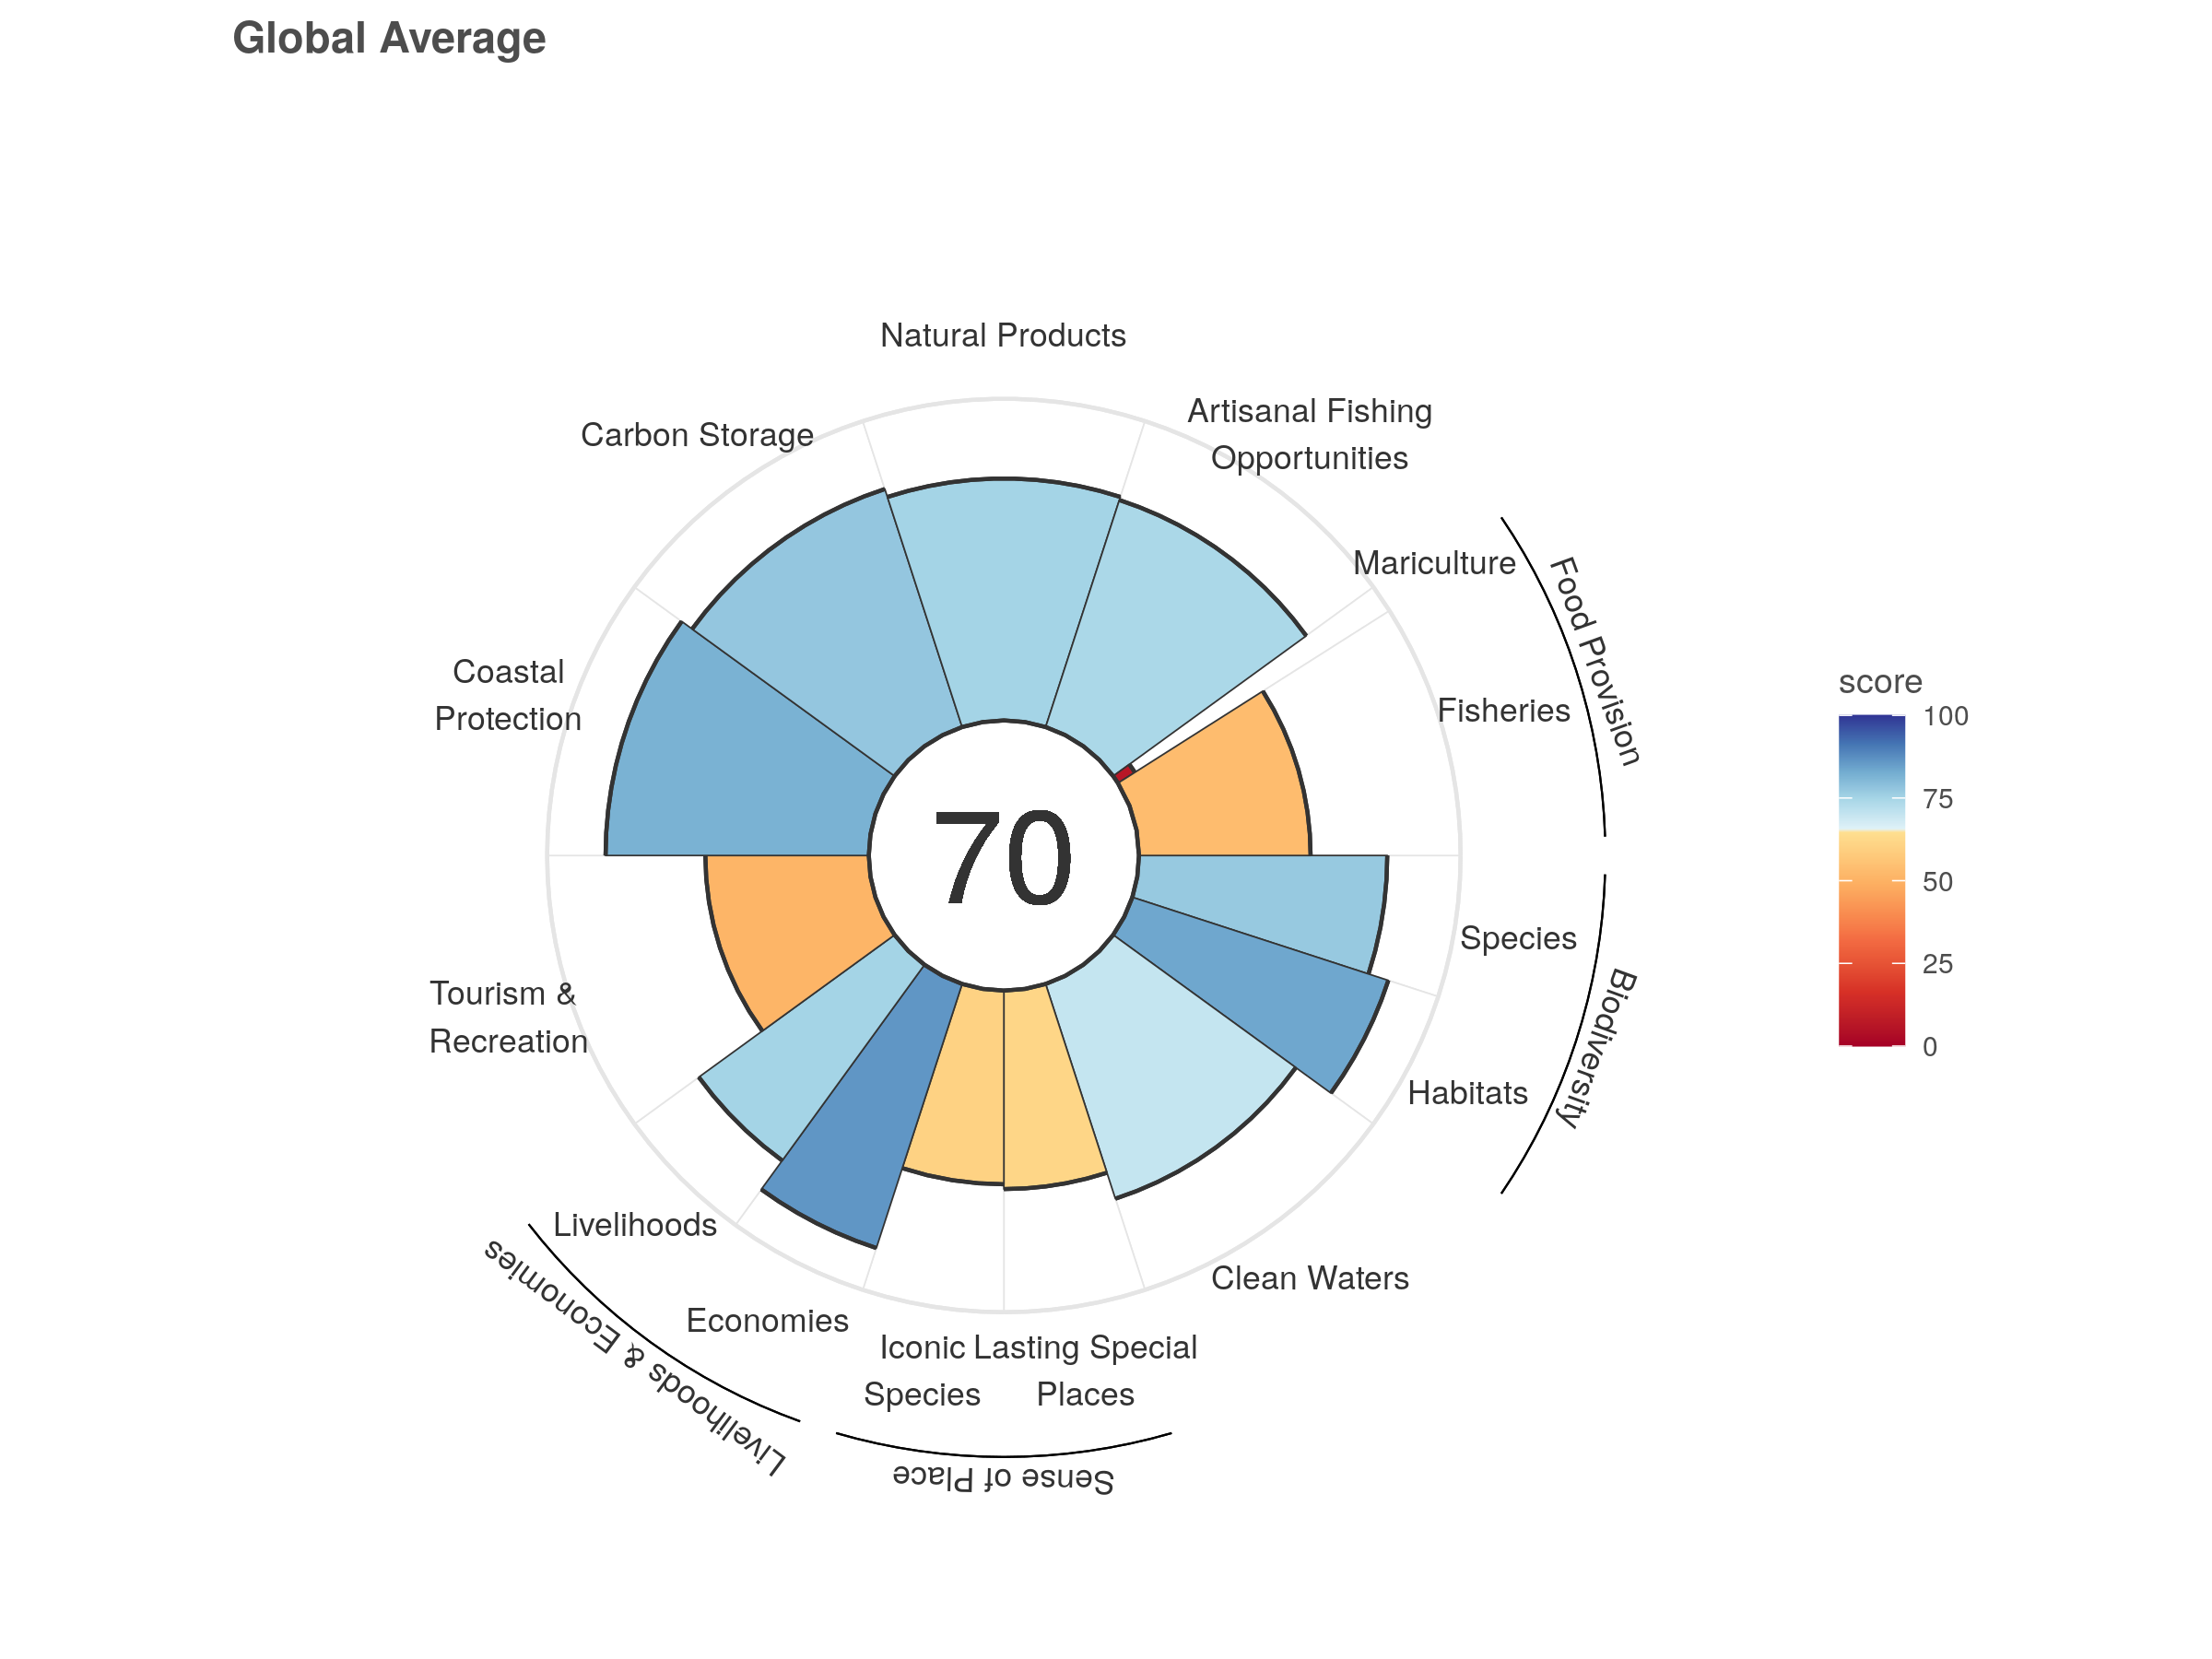 Global Average
Natural Products
Artisanal Fishing
Opportunities
Carbon Storage
Mariculture
Food Provision
Fisheries
Coastal
Protection
70
Species
Biodiversity
Habitats
Tourism &
Recreation
Livelihoods
Economies
Livelihoods & Economies
Iconic
Species
Lasting Special
Places
Sense of Place
Clean Waters
score
100
75
50
25
0